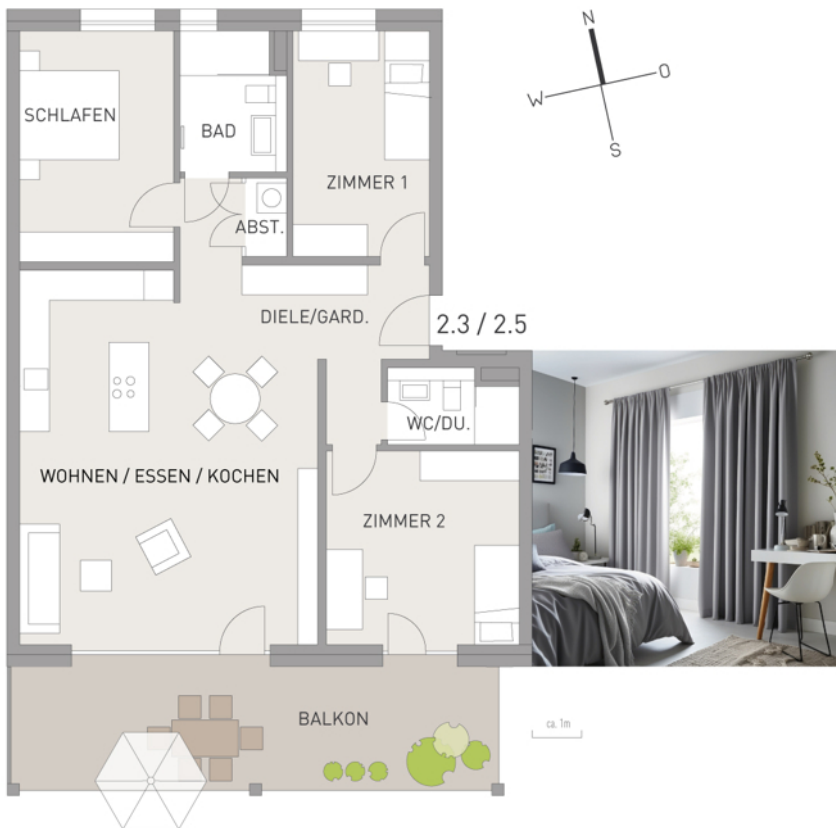 N
W
O
S
SCHLAFEN
BAD
ZIMMER 1
ABST.
DIELE/GARD.
2.3 / 2.5
WC/DU.
WOHNEN / ESSEN / KOCHEN
ZIMMER 2
BALKON
ca. 1m